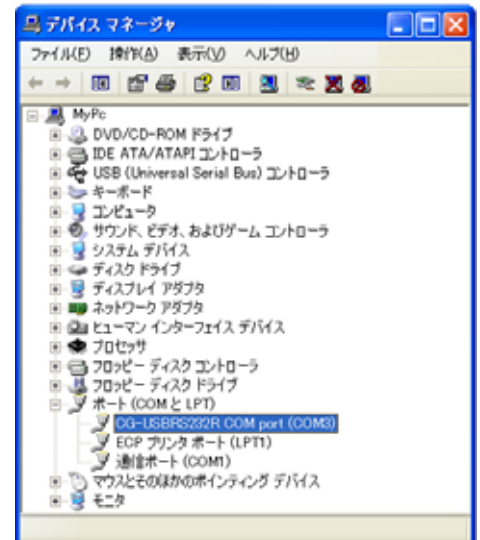 デバイス マネージャ
ファイル(F) 操作(A) 表示(V) ヘルプ(H)
MyPc
DVD/CD-ROM ドライブ
IDE ATA/ATAPI コントローラ
USB (Universal Serial Bus) コントローラ
キーボード
コンピュータ
サウンド、ビデオ、およびゲーム コントローラ
システム デバイス
ディスク ドライブ
ディスプレイ アダプタ
ネットワーク アダプタ
ヒューマン インターフェイス デバイス
プロセッサ
フロッピー ディスク コントローラ
フロッピー ディスク ドライブ
ポート (COM と LPT)
CG-USBRS232R COM port (COM3)
ECP プリンタ ポート (LPT1)
通信ポート (COM1)
マウスとそのほかのポインティング デバイス
モニタ